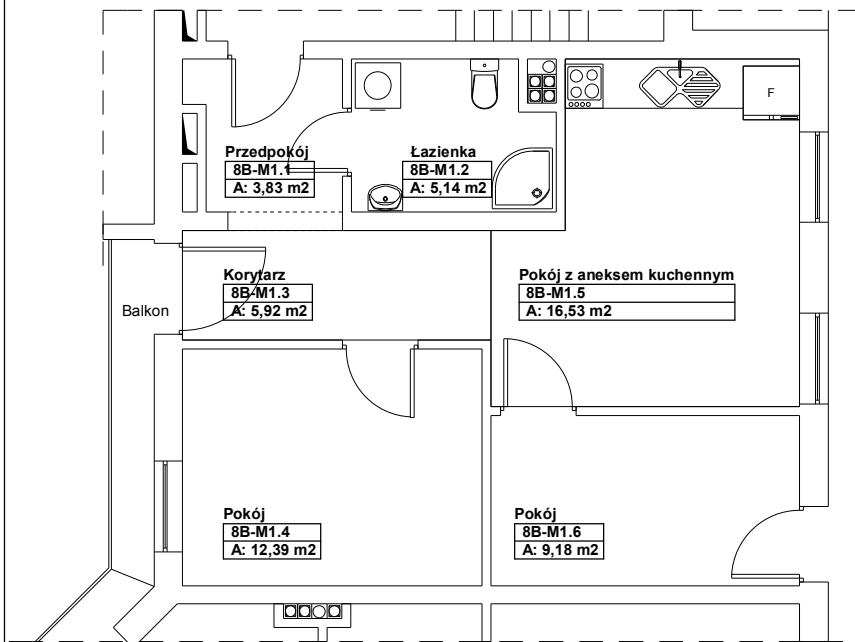 F
Przedpokój
8B-M1.1
A: 3,83 m2
Łazienka
8B-M1.2
A: 5,14 m2
Korytarz
8B-M1.3
A: 5,92 m2
Pokój z aneksem kuchennym
8B-M1.5
A: 16,53 m2
Balkon
Pokój
8B-M1.4
A: 12,39 m2
Pokój
8B-M1.6
A: 9,18 m2